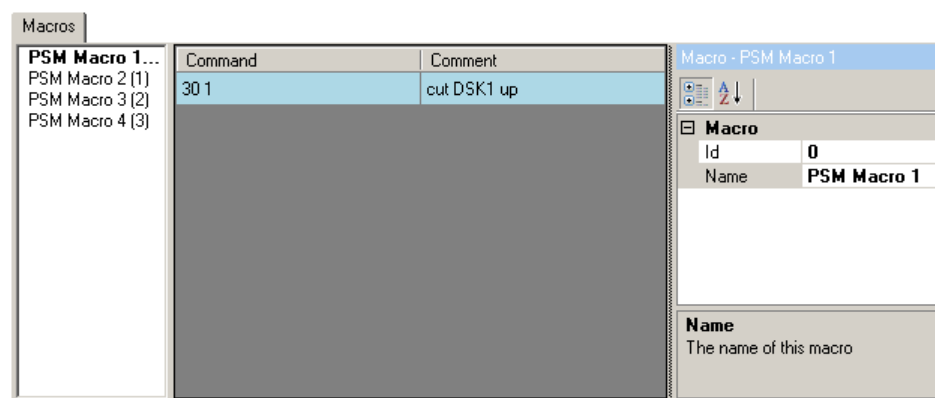 Macros
PSM Macro 1...
PSM Macro 2 (1)
PSM Macro 3 (2)
PSM Macro 4 (3)
Command Comment
30 1 cut DSK1 up
Macro - PSM Macro 1
Macro
Id 0
Name PSM Macro 1
Name
The name of this macro